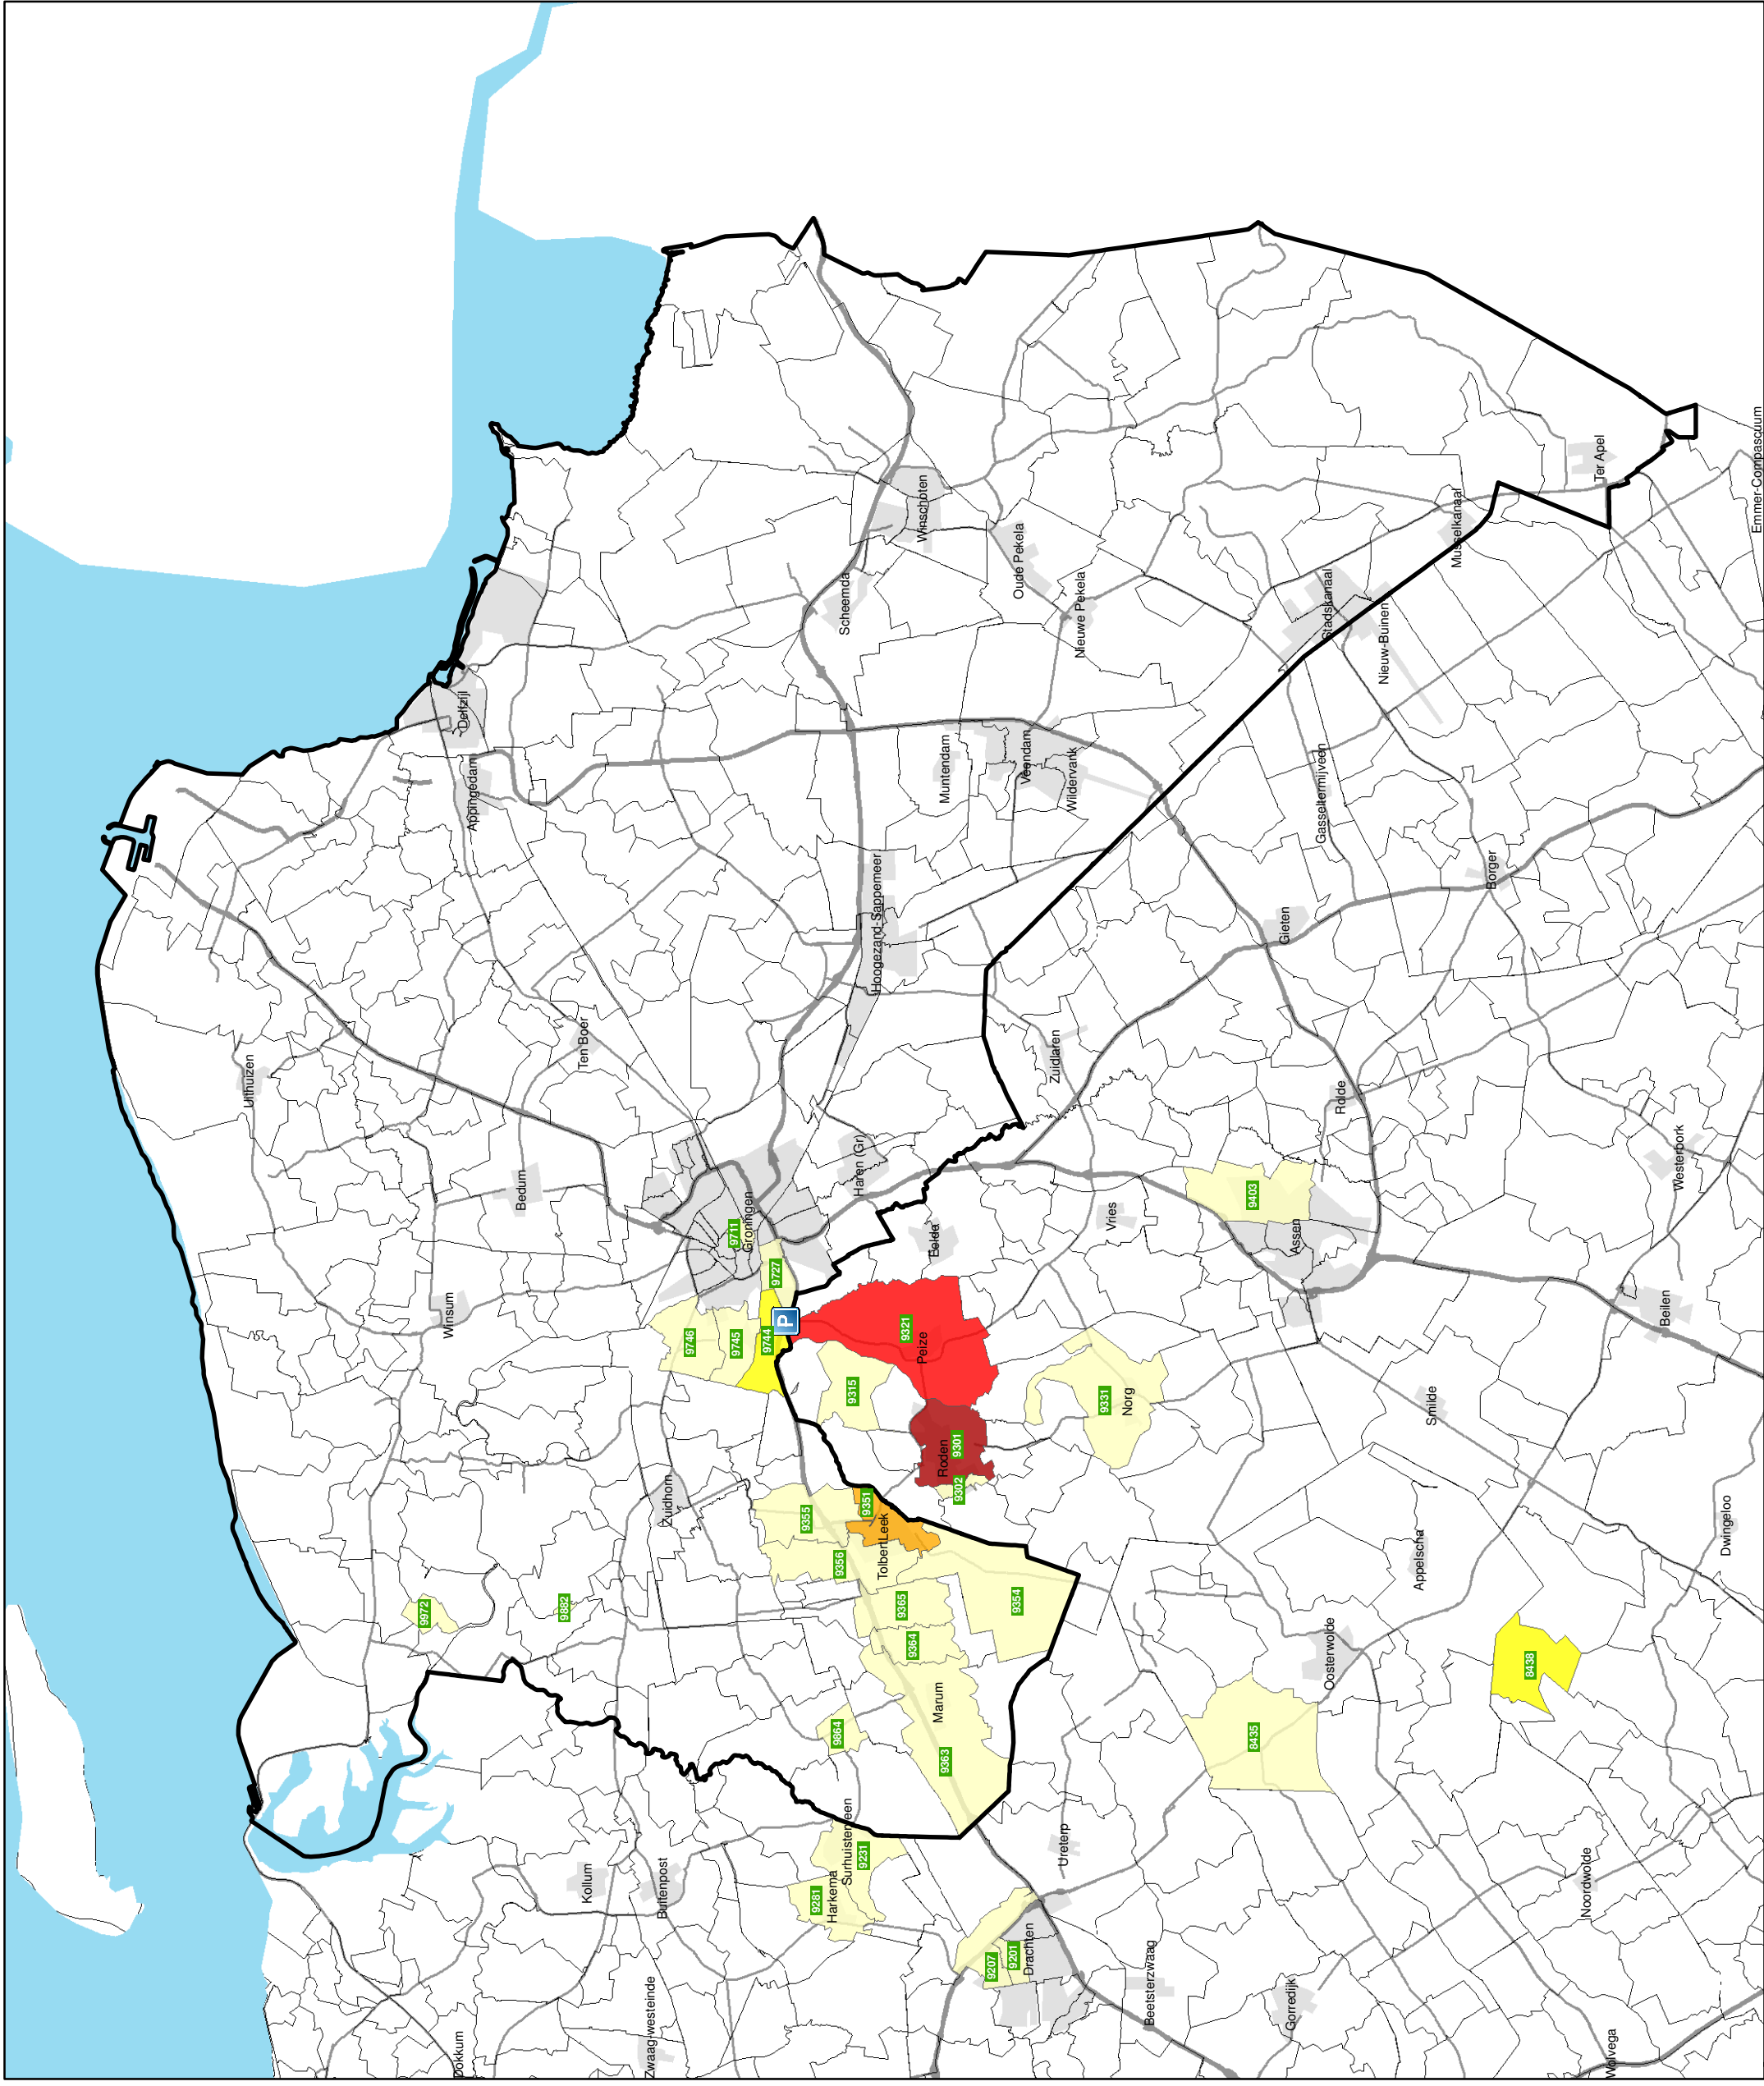 Uithuizen
Delfzijl
Appingedam
Winsum
Bedum
Ten Boer
9972
9882
Dokkum
Kollum
Buitenpost
Zwaag-westeinde
Zuidhorn
9746
9745
9744
9727
9711
Groningen
P
Haren (Gr)
Hoogezand-Sappemeer
Scheemda
Winschoten
Muntendam
Veendam
Wildervank
Oude Pekela
Nieuwe Pekela
9281
Harkema
Surhuisterveen
9231
9864
9355
9356
9351
Tolbert
Leek
9365
9364
9354
Marum
9363
9315
9321
Peize
Roden
9301
9302
Eelde
Zuidlaren
Vries
9331
Norg
9207
9201
Drachten
Ureterp
Beetsterzwaag
Gorredijk
8435
Oosterwolde
8438
Appelscha
Smilde
9403
Assen
Rolde
Gieten
Gasselternijveen
Stadskanaal
Nieuw-Buinen
Musselkanaal
Ter Apel
Emmer-Compascuum
Borger
Westerbork
Beilen
Dwingeloo
Noordwolde
Wolvega